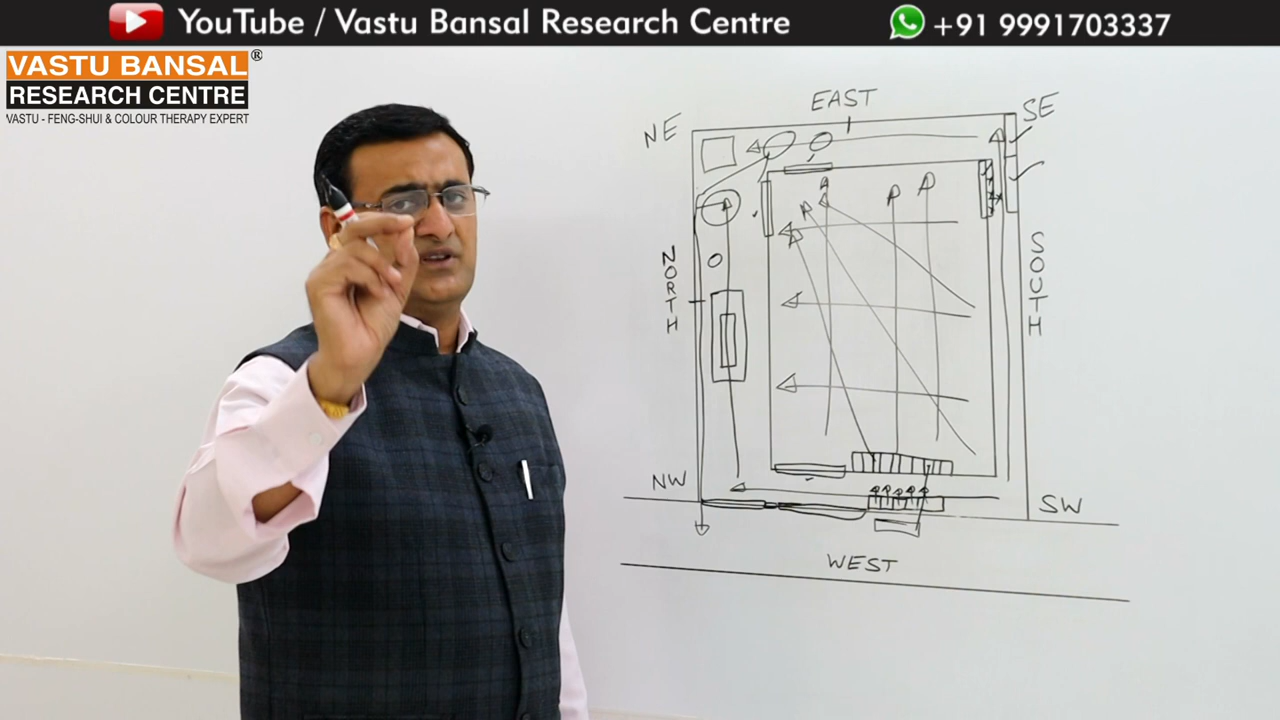 YouTube / Vastu Bansal Research Centre
+91 9991703337
VASTU BANSAL ®
RESEARCH CENTRE
VASTU - FENG-SHUI & COLOUR THERAPY EXPERT
EAST
NE
SE
NORTH
SOUTH
NW
SW
WEST